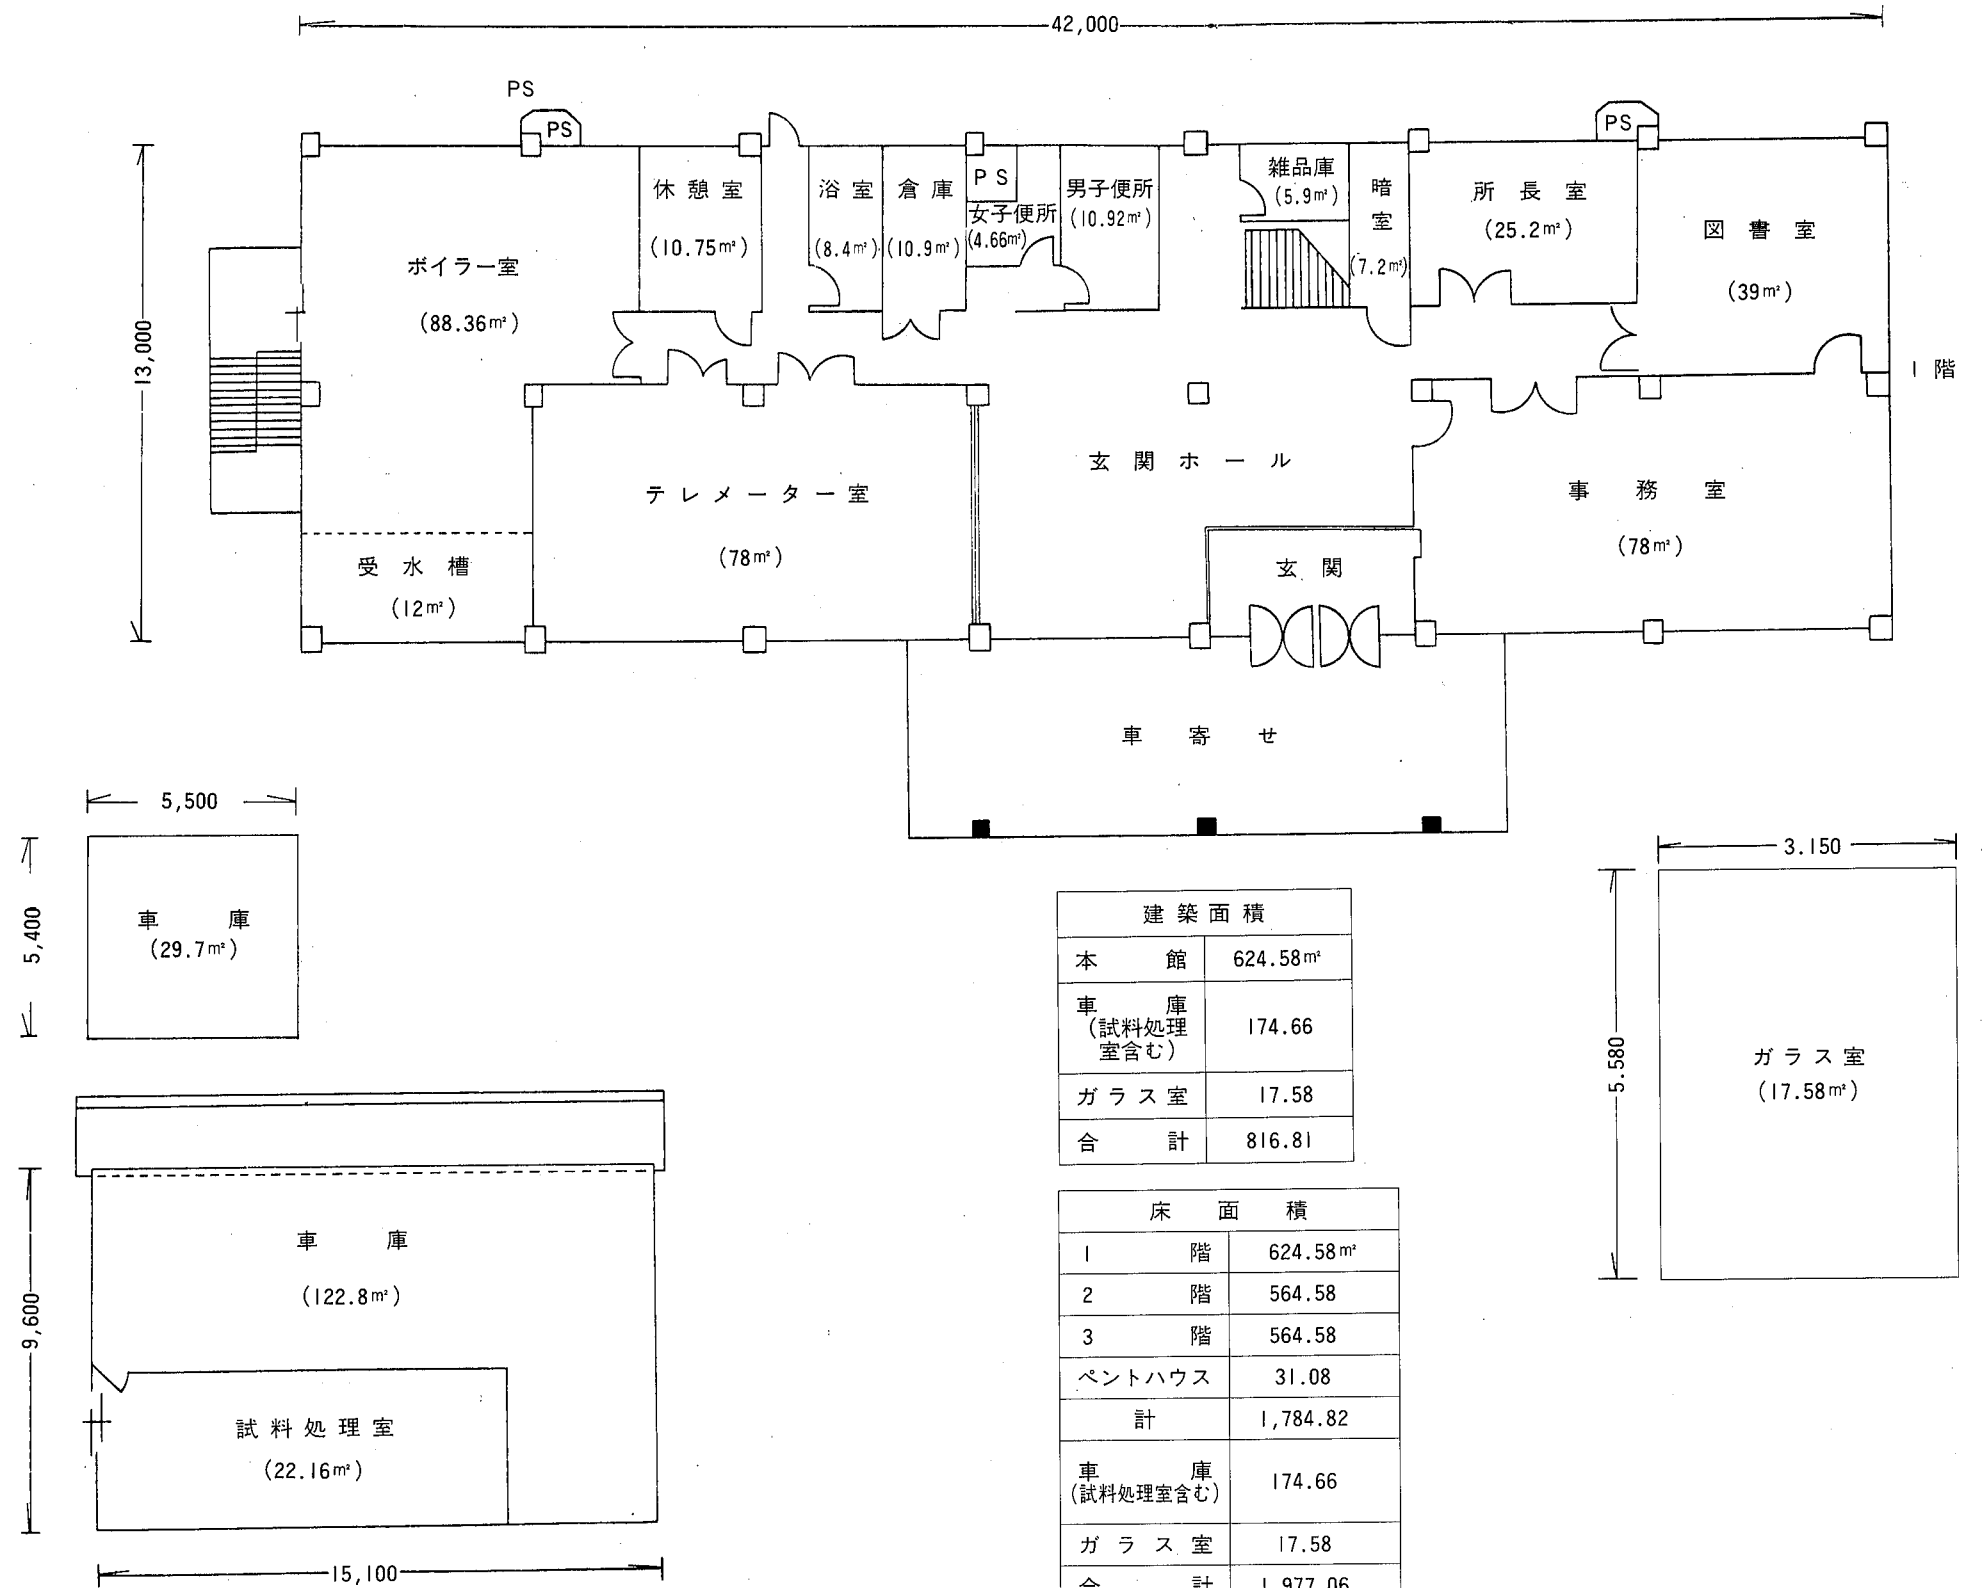 42,000
PS
PS
PS
13,000
休憩室
(10.75㎡)
浴室
(8.4㎡)
倉庫
(10.9㎡)
PS
女子便所
(4.66㎡)
男子便所
(10.92㎡)
雑品庫
(5.9㎡)
暗室
(7.2㎡)
所長室
(25.2㎡)
図書室
(39㎡)
ボイラー室
(88.36㎡)
1階
テレメーター室
(78㎡)
玄関ホール
事務室
(78㎡)
受水槽
(12㎡)
玄関
車寄せ
5,500
5,400
車庫
(29.7㎡)
3.150
5.580
ガラス室
(17.58㎡)
建築面積
本館 624.58㎡
車庫
(試料処理
室含む) 174.66
ガラス室 17.58
合計 816.81
9,600
車庫
(122.8㎡)
試料処理室
(22.16㎡)
15,100
床面積
1階 624.58㎡
2階 564.58
3階 564.58
ペントハウス 31.08
計 1,784.82
車庫
(試料処理室含む) 174.66
ガラス室 17.58
合計 1,977.06